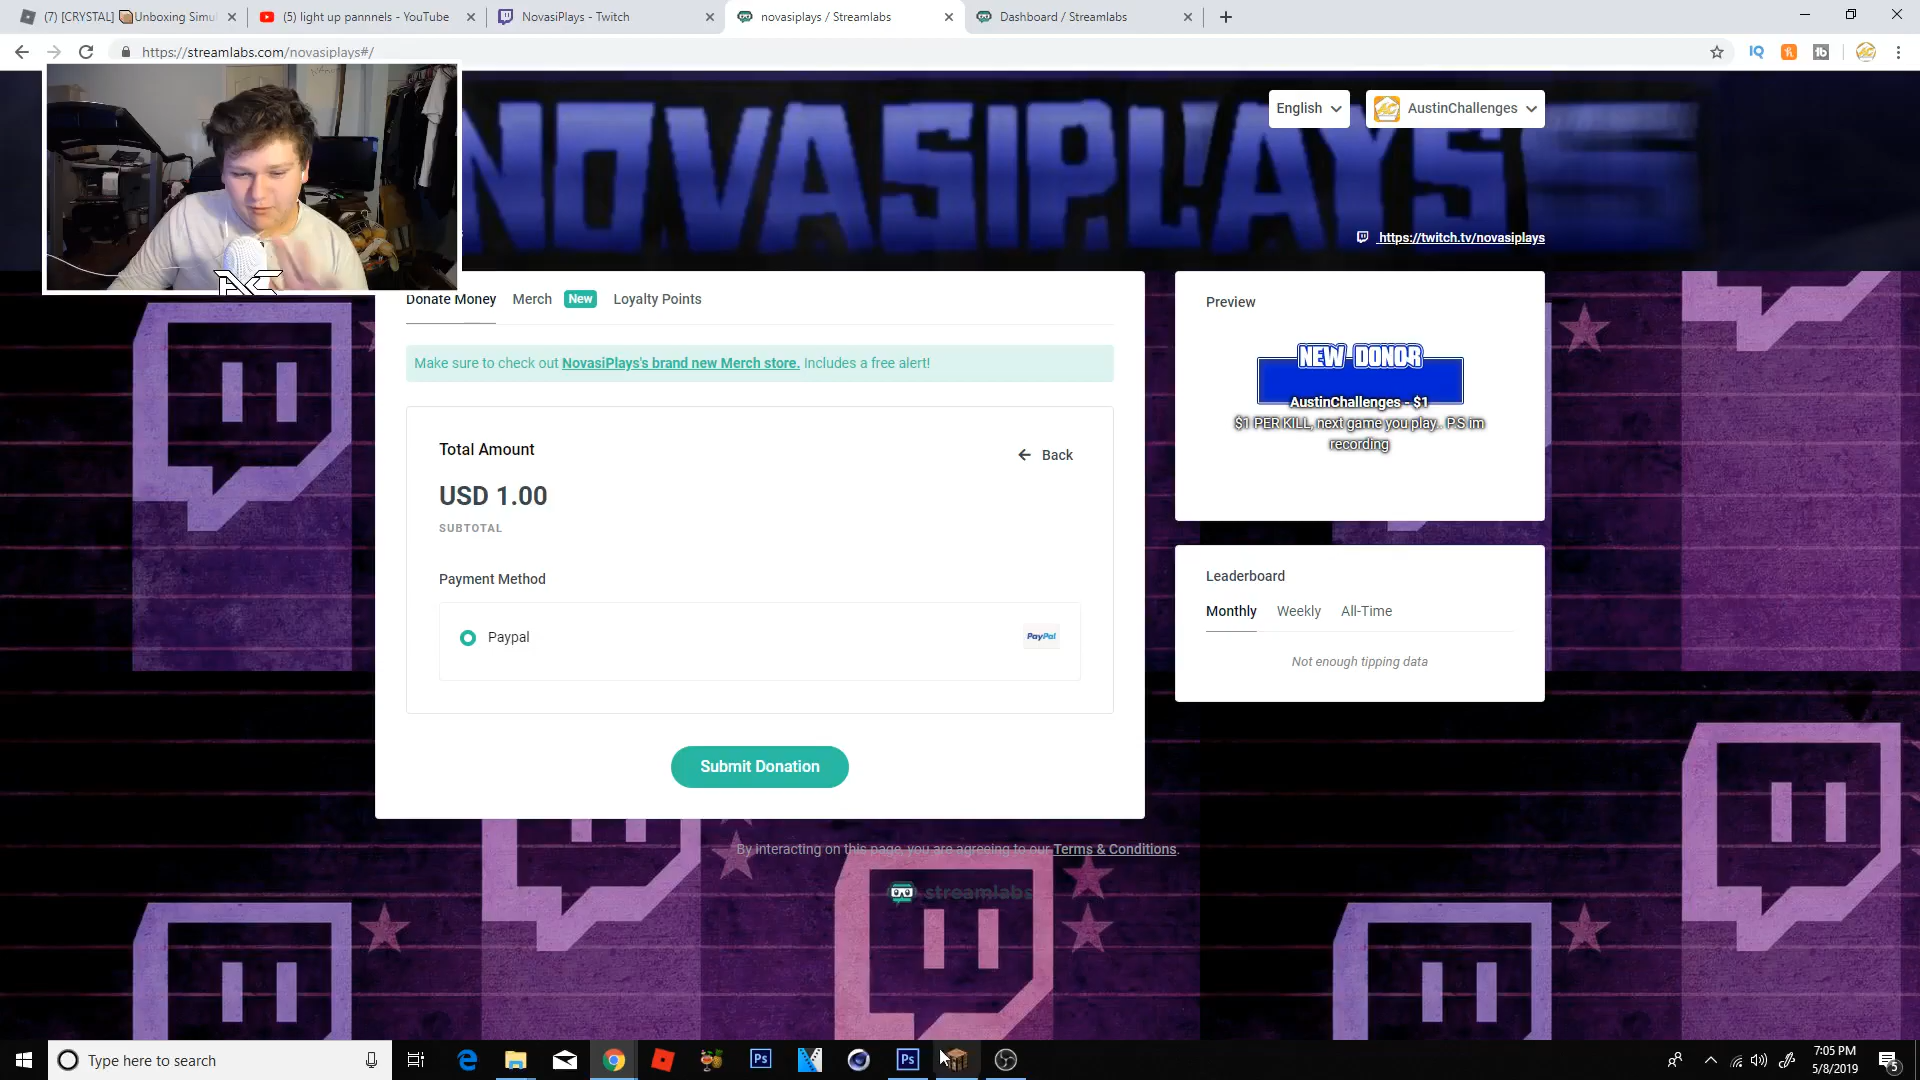 (7) [CRYSTAL] Unboxing Simu
(5) light up pannnels - YouTube
NovasiPlays - Twitch
novasiplays / Streamlabs
Dashboard / Streamlabs
https://streamlabs.com/novasiplays#/
IQ
tb
NOVASIPLAYS
English
AustinChallenges
https://twitch.tv/novasiplays
Donate Money
Merch
New
Loyalty Points
Make sure to check out NovasiPlays's brand new Merch store. Includes a free alert!
Total Amount
Back
USD 1.00
SUBTOTAL
Payment Method
Paypal
PayPal
Submit Donation
Preview
NEW DONOR
AustinChallenges - $1
$1 PER KILL, next game you play.. P.S im
recording
Leaderboard
Monthly
Weekly
All-Time
Not enough tipping data
By interacting on this page, you are agreeing to our Terms & Conditions.
streamlabs
Type here to search
Ps
Ps
7:05 PM
5/8/2019
5